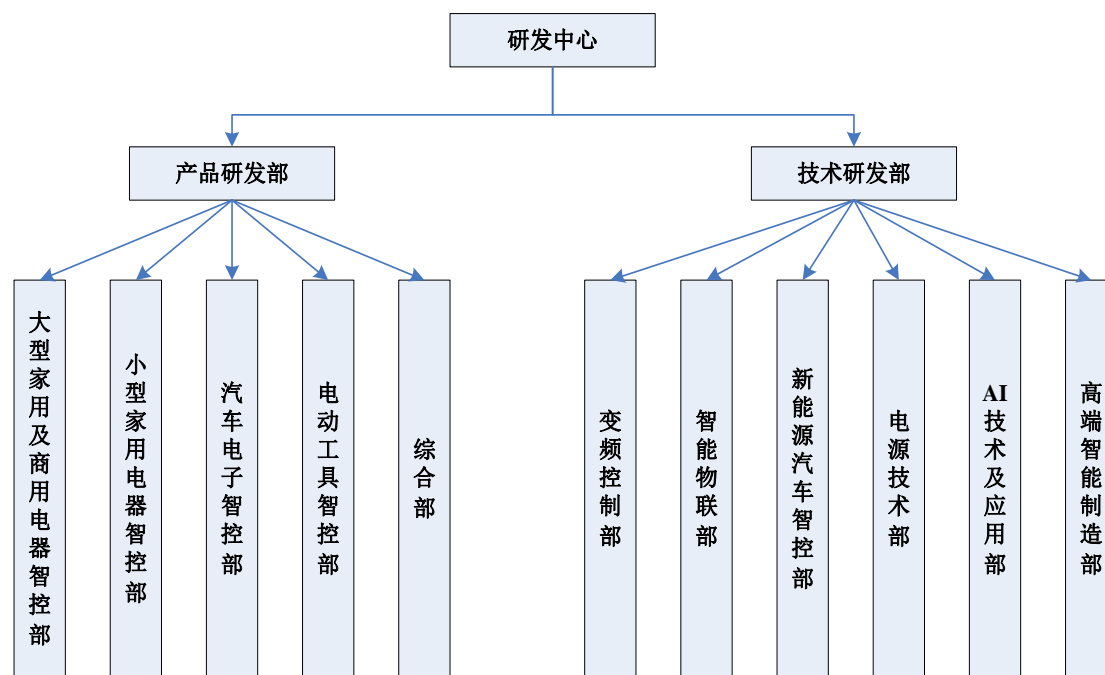 研发中心
产品研发部
技术研发部
大型家用及商用电器智控部
小型家用电器智控部
汽车电子智控部
电动工具智控部
综合部
变频控制部
智能物联部
新能源汽车智控部
电源技术部
AI技术及应用部
高端智能制造部